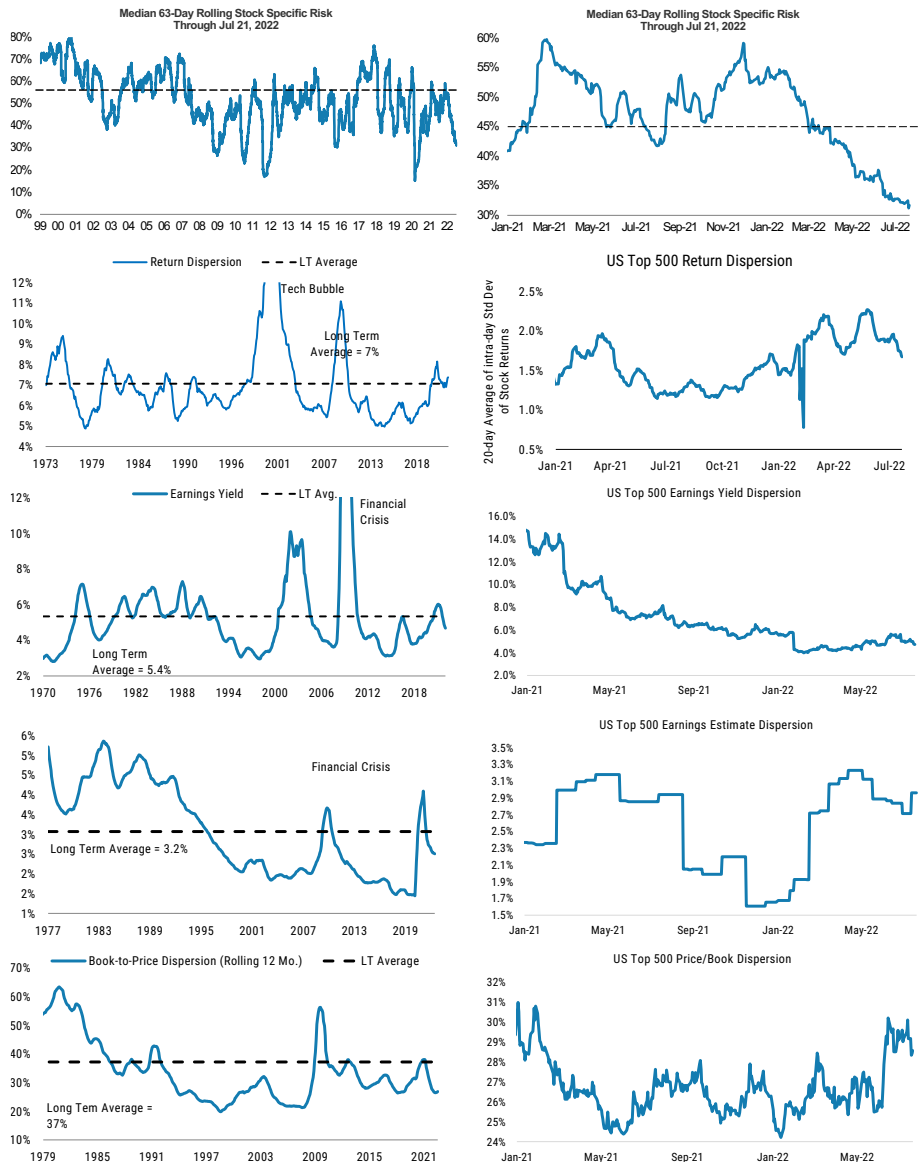 Median 63-Day Rolling Stock Specific Risk
Through Jul 21, 2022
80%
70%
60%
50%
40%
30%
20%
10%
0%
99 00 01 02 03 04 05 06 07 08 09 10 11 12 13 14 15 16 17 18 19 20 21 22
Median 63-Day Rolling Stock Specific Risk
Through Jul 21, 2022
60%
55%
50%
45%
40%
35%
30%
Jan-21 Mar-21 May-21 Jul-21 Sep-21 Nov-21 Jan-22 Mar-22 May-22 Jul-22
Return Dispersion LT Average
12%
11%
10%
9%
8%
7%
6%
5%
4%
Tech Bubble
Long Term
Average = 7%
1973 1979 1984 1990 1996 2001 2007 2013 2018
US Top 500 Return Dispersion
20-day Average of intra-day Std Dev
of Stock Returns
2.5%
2.0%
1.5%
1.0%
0.5%
Jan-21 Apr-21 Jul-21 Oct-21 Jan-22 Apr-22 Jul-22
Earnings Yield LT Avg.
12%
10%
8%
6%
4%
2%
Financial
Crisis
Long Term
Average = 5.4%
1970 1976 1982 1988 1994 2000 2006 2012 2018
US Top 500 Earnings Yield Dispersion
16.0%
14.0%
12.0%
10.0%
8.0%
6.0%
4.0%
2.0%
Jan-21 May-21 Sep-21 Jan-22 May-22
6%
5%
5%
4%
4%
3%
3%
2%
2%
1%
Financial Crisis
Long Term Average = 3.2%
1977 1983 1989 1995 2001 2007 2013 2019
US Top 500 Earnings Estimate Dispersion
3.5%
3.3%
3.1%
2.9%
2.7%
2.5%
2.3%
2.1%
1.9%
1.7%
1.5%
Jan-21 May-21 Sep-21 Jan-22 May-22
Book-to-Price Dispersion (Rolling 12 Mo.) LT Average
70%
60%
50%
40%
30%
20%
10%
Long Tem Average =
37%
1979 1985 1991 1997 2003 2009 2015 2021
US Top 500 Price/Book Dispersion
32%
31%
30%
29%
28%
27%
26%
25%
24%
Jan-21 May-21 Sep-21 Jan-22 May-22